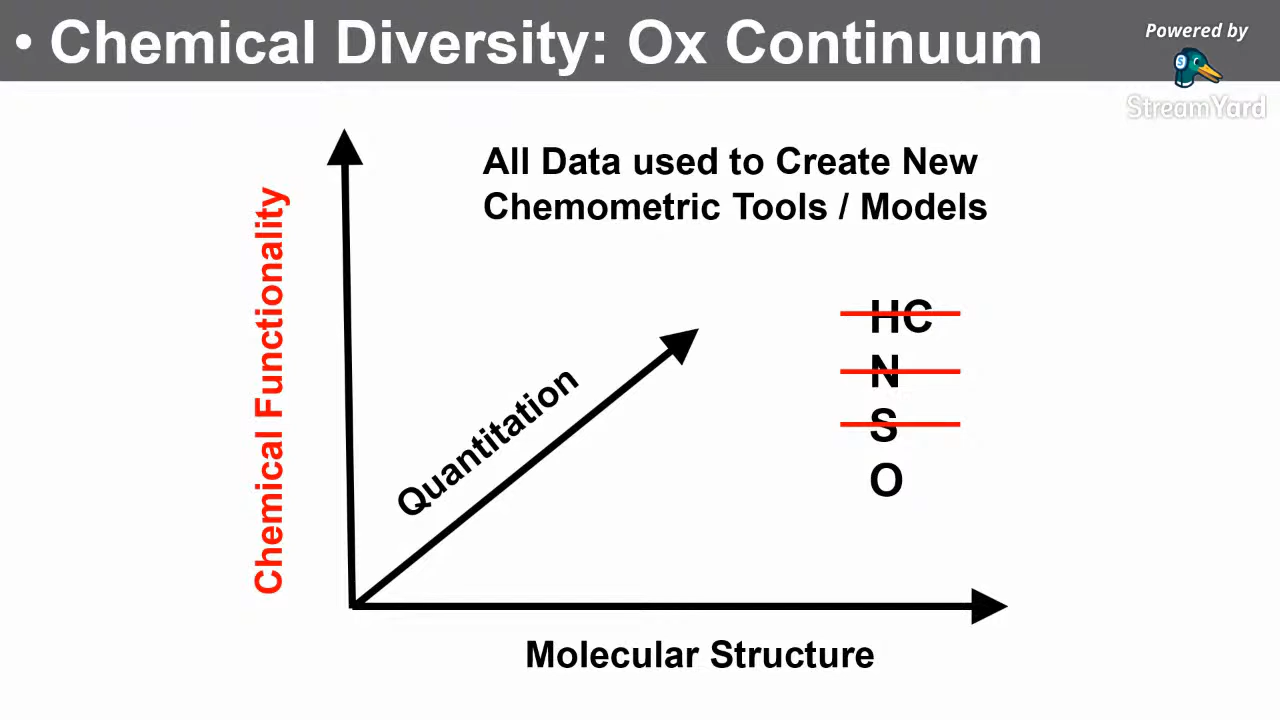 • Chemical Diversity: Ox Continuum
Powered by
S
StreamYard
All Data used to Create New
Chemometric Tools / Models
Chemical Functionality
Quantitation
HC
N
S
O
Molecular Structure